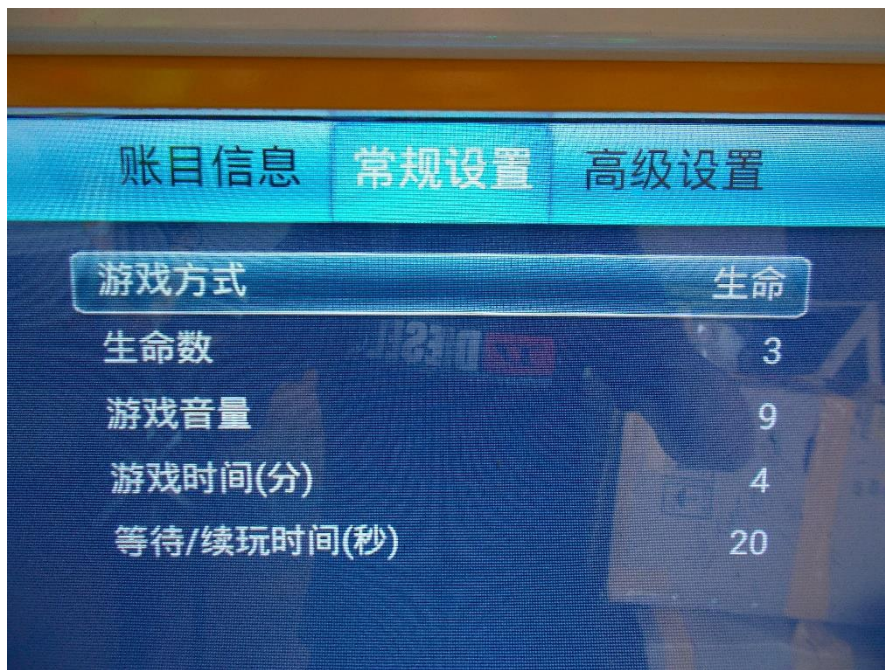 账目信息 常规设置 高级设置
游戏方式 生命
生命数 3
游戏音量 9
游戏时间(分) 4
等待/续玩时间(秒) 20
DIESEL